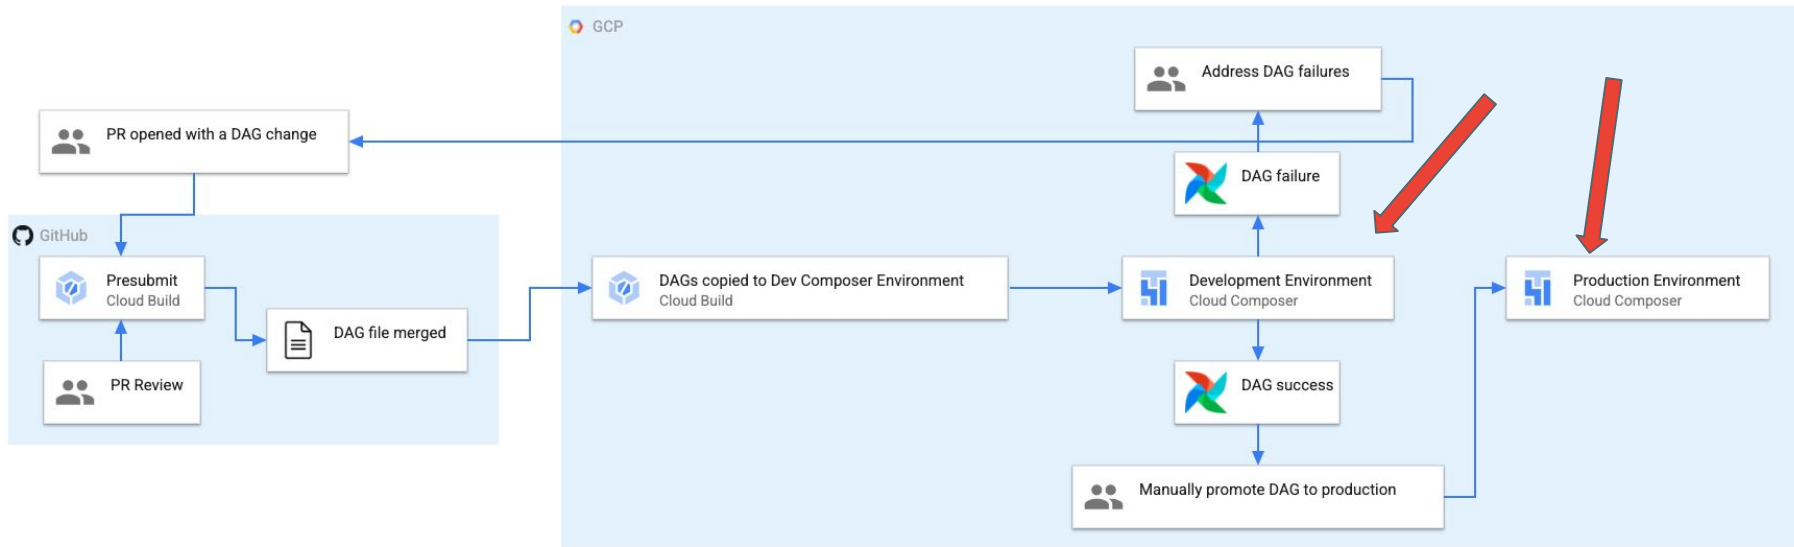 GCP
Address DAG failures
PR opened with a DAG change
DAG failure
GitHub
Presubmit
Cloud Build
DAG file merged
PR Review
DAGs copied to Dev Composer Environment
Cloud Build
Development Environment
Cloud Composer
Production Environment
Cloud Composer
DAG success
Manually promote DAG to production